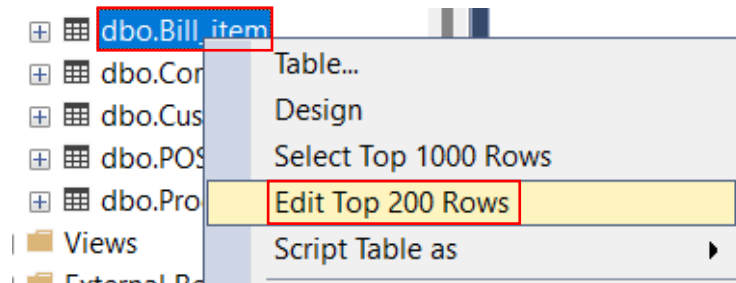 dbo.Bill_item
Table...
dbo.Cor
Design
dbo.Cus
Select Top 1000 Rows
dbo.POS
Edit Top 200 Rows
dbo.Pro
Script Table as
Views
External